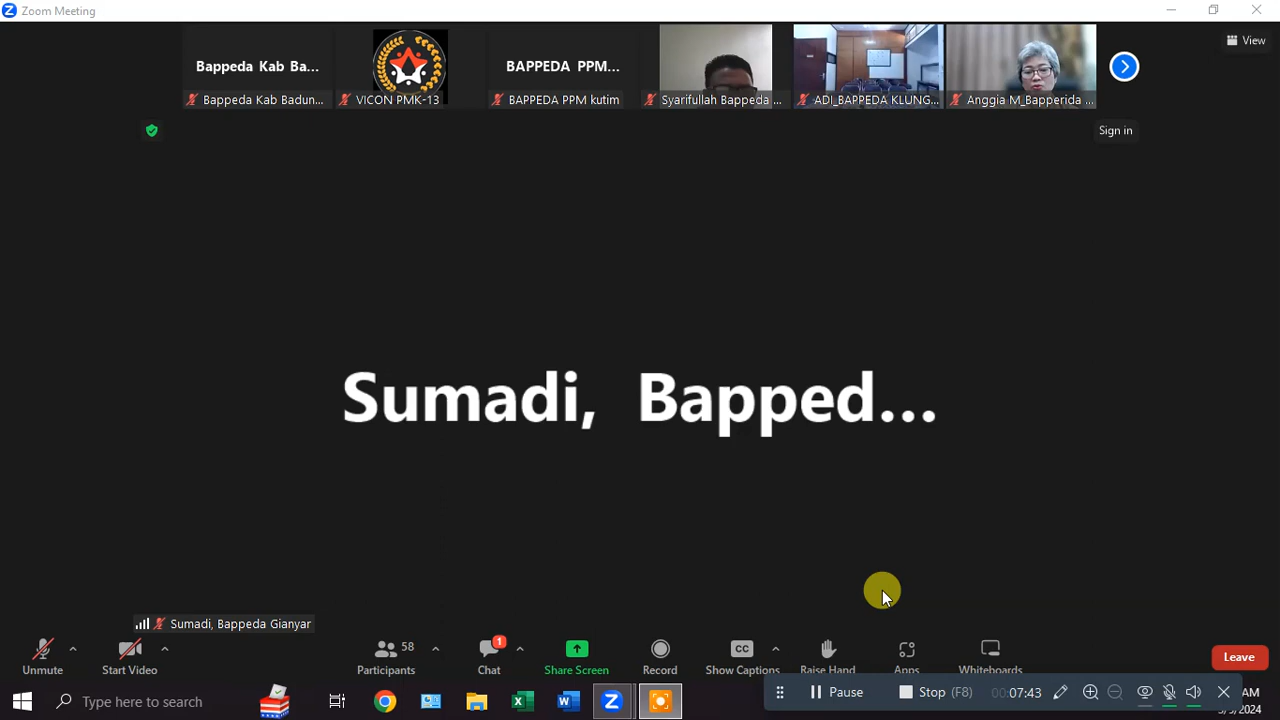 Zoom Meeting
Bappeda Kab Ba...
BAPPEDA PPM...
View
Bappeda Kab Badun...
VICON PMK-13
BAPPEDA PPM kutim
Syarifullah Bappeda ...
ADI_BAPPEDA KLUNG...
Anggia M_Bapperida ...
Sign in
Sumadi, Bapped...
Sumadi, Bappeda Gianyar
58
1
CC
Unmute
Start Video
Participants
Chat
Share Screen
Record
Show Captions
Raise Hand
Apps
Whiteboards
Leave
Type here to search
Pause
Stop (F8)
00:07:43
AM